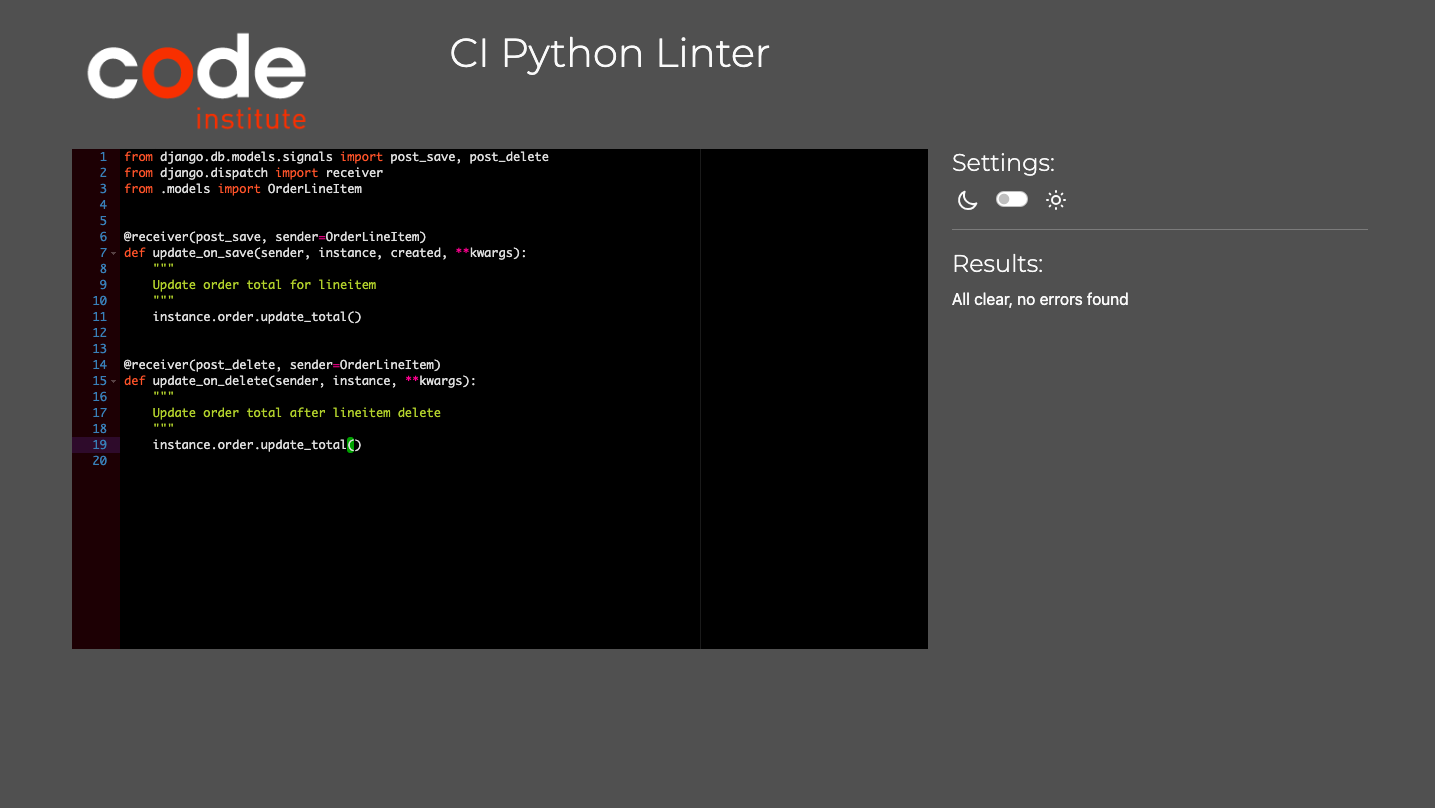 code
institute
CI Python Linter
1 from django.db.models.signals import post_save, post_delete
2 from django.dispatch import receiver
3 from .models import OrderLineItem
4
5
6 @receiver(post_save, sender=OrderLineItem)
7 def update_on_save(sender, instance, created, **kwargs):
8     """
9     Update order total for lineitem
10     """
11     instance.order.update_total()
12
13
14 @receiver(post_delete, sender=OrderLineItem)
15 def update_on_delete(sender, instance, **kwargs):
16     """
17     Update order total after lineitem delete
18     """
19     instance.order.update_total()
20
Settings:
Results:
All clear, no errors found